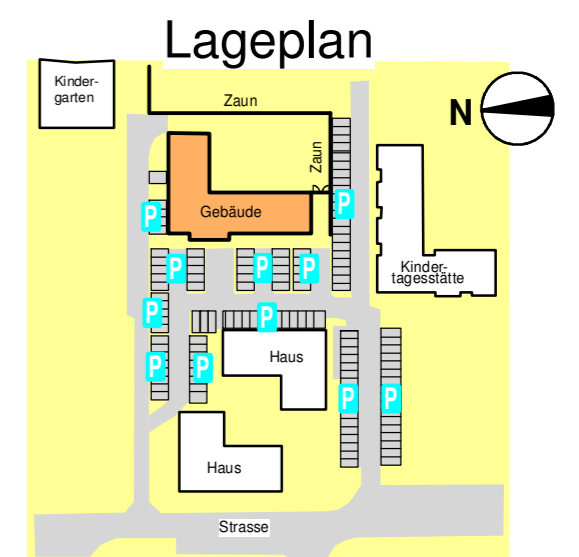 Lageplan
Kinder-
garten
Zaun
N
Zaun
P
P
Gebäude
P
P
P
Kinder-
tagesstätte
P
P
Haus
P
P
P
P
Haus
Strasse